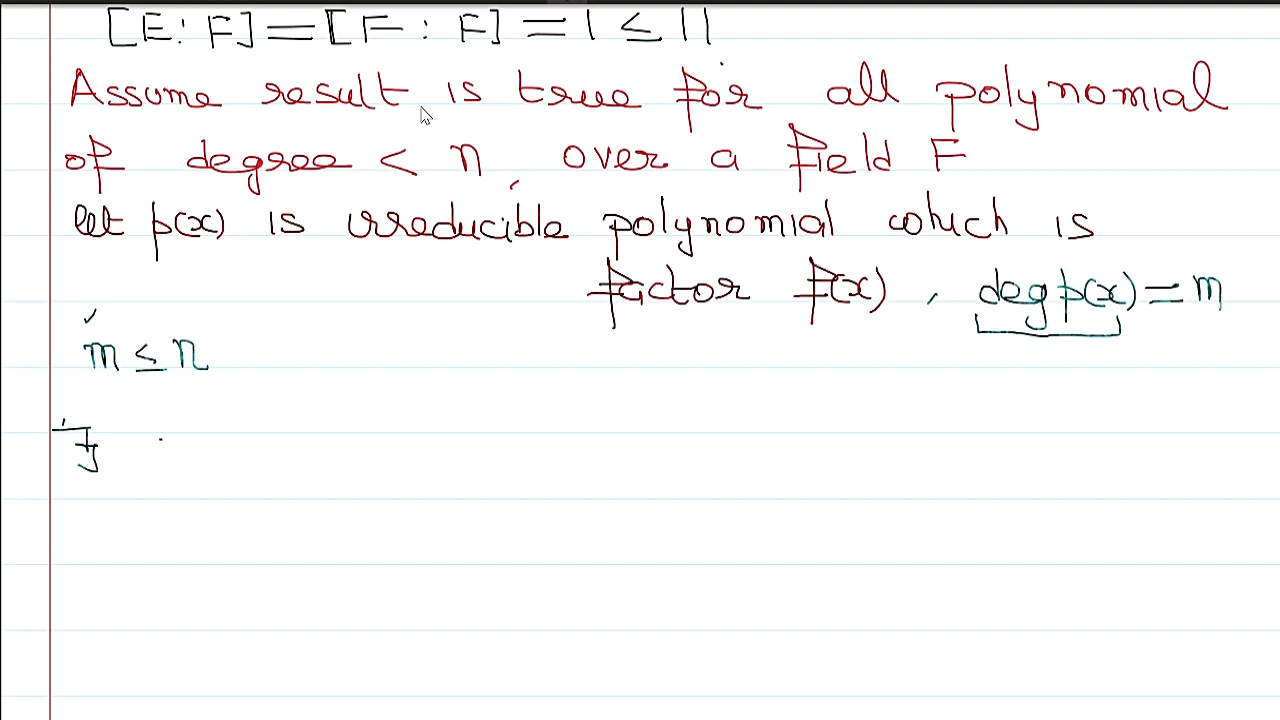 [E:F]=[F:F]=1≤1!
Assume result is true for all polynomial
of degree < n, over a field F
let p(x) is irreducible polynomial which is
factor f(x), deg p(x)=m
m≤n
If